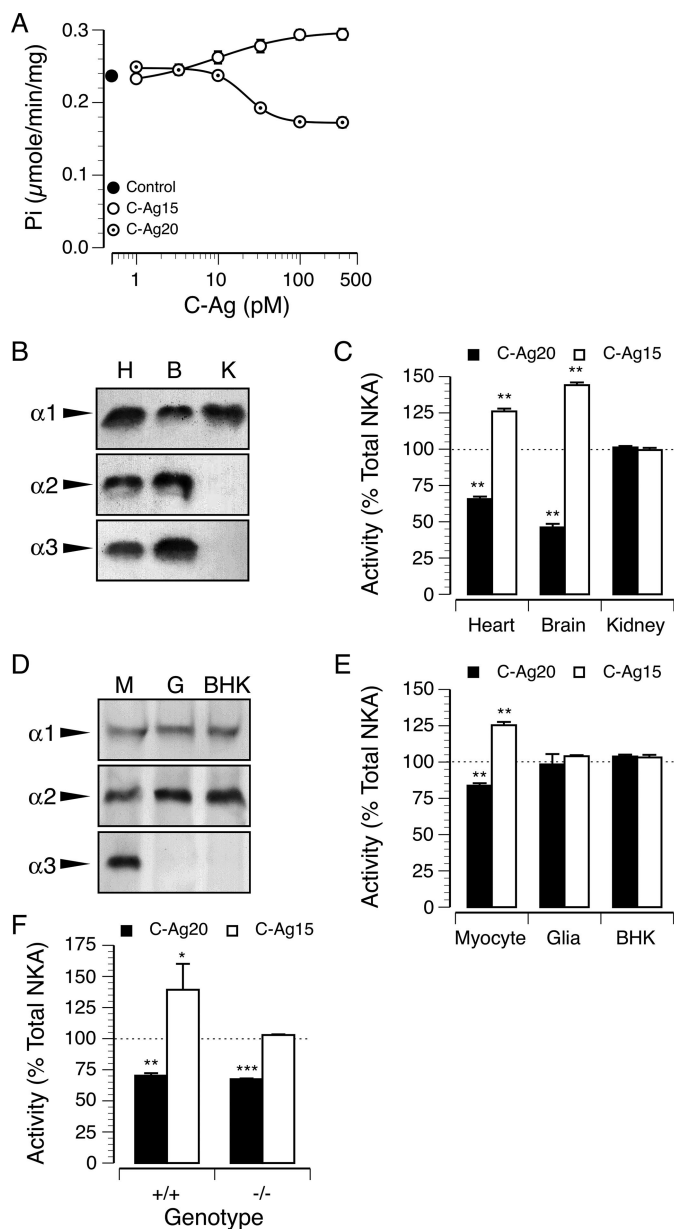 A
0.3
0.2
0.1
0.0
Pi (µmole/min/mg)
Control
C-Ag15
C-Ag20
1 10 100 500
C-Ag (pM)
B
H B K
α1
α2
α3
C
C-Ag20 C-Ag15
150
125
100
75
50
25
0
Activity (% Total NKA)
** ** ** **
Heart Brain Kidney
D
M G BHK
α1
α2
α3
E
C-Ag20 C-Ag15
150
125
100
75
50
25
0
Activity (% Total NKA)
** **
Myocyte Glia BHK
F
C-Ag20 C-Ag15
175
150
125
100
75
50
25
0
Activity (% Total NKA)
** * ***
+/+ -/-
Genotype